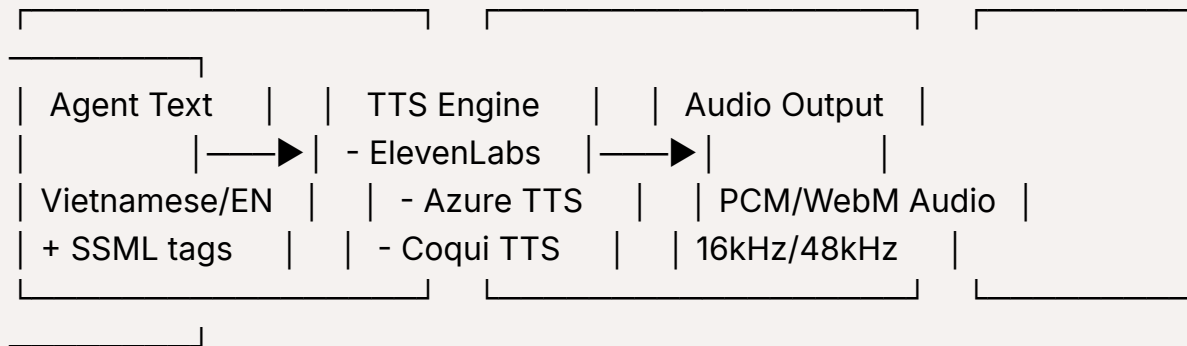 Agent Text TTS Engine Audio Output
- ElevenLabs
Vietnamese/EN - Azure TTS PCM/WebM Audio
+ SSML tags - Coqui TTS 16kHz/48kHz